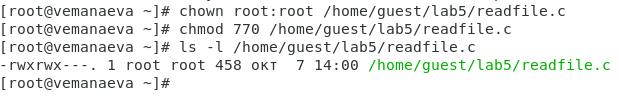 [root@vemanaeva ~]# chown root:root /home/guest/lab5/readfile.c
[root@vemanaeva ~]# chmod 770 /home/guest/lab5/readfile.c
[root@vemanaeva ~]# ls -l /home/guest/lab5/readfile.c
-rwxrwx---. 1 root root 458 окт  7 14:00 /home/guest/lab5/readfile.c
[root@vemanaeva ~]#